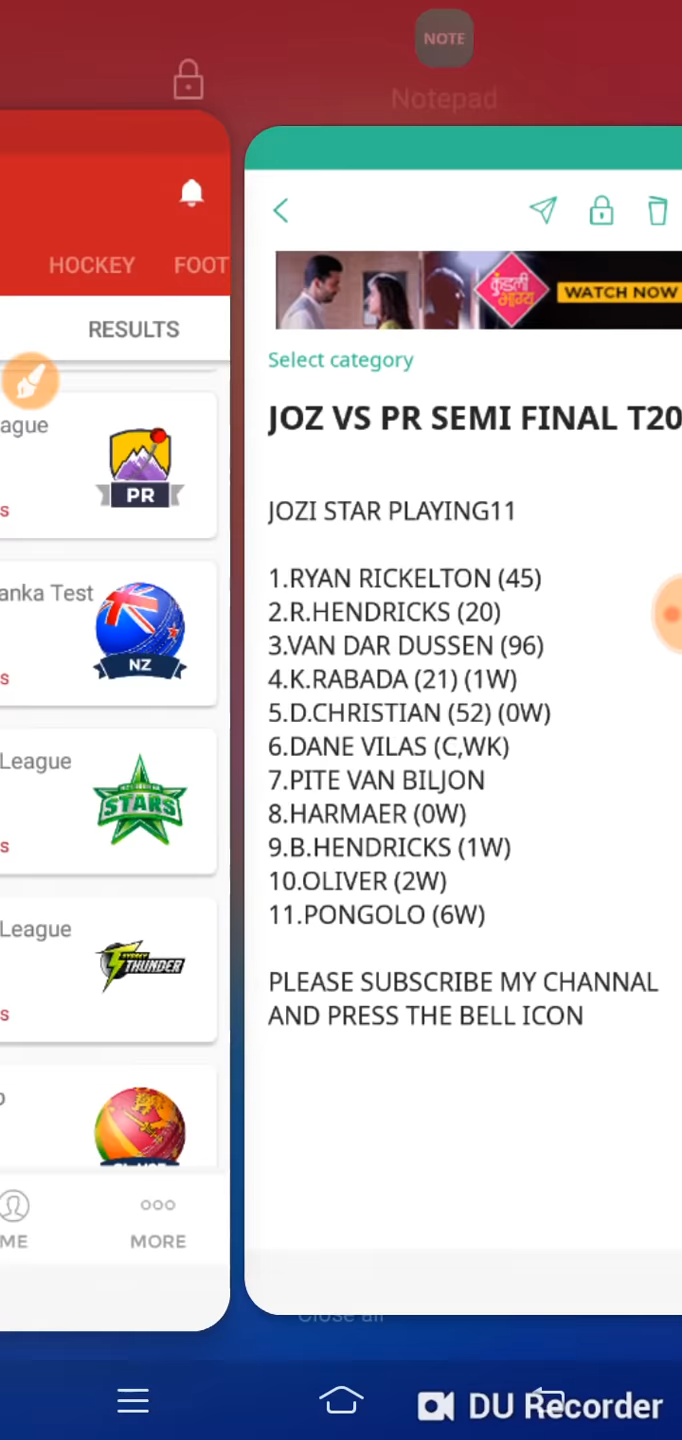 NOTE
Notepad
HOCKEY
FOOT
RESULTS
ague
PR
s
anka Test
NZ
s
League
STARS
s
League
THUNDER
s
ME
MORE
कुंडली
भाग्य
WATCH NOW
Select category
JOZ VS PR SEMI FINAL T20
JOZI STAR PLAYING11
1.RYAN RICKELTON (45)
2.R.HENDRICKS (20)
3.VAN DAR DUSSEN (96)
4.K.RABADA (21) (1W)
5.D.CHRISTIAN (52) (0W)
6.DANE VILAS (C,WK)
7.PITE VAN BILJON
8.HARMAER (0W)
9.B.HENDRICKS (1W)
10.OLIVER (2W)
11.PONGOLO (6W)
PLEASE SUBSCRIBE MY CHANNAL
AND PRESS THE BELL ICON
Close all
DU Recorder